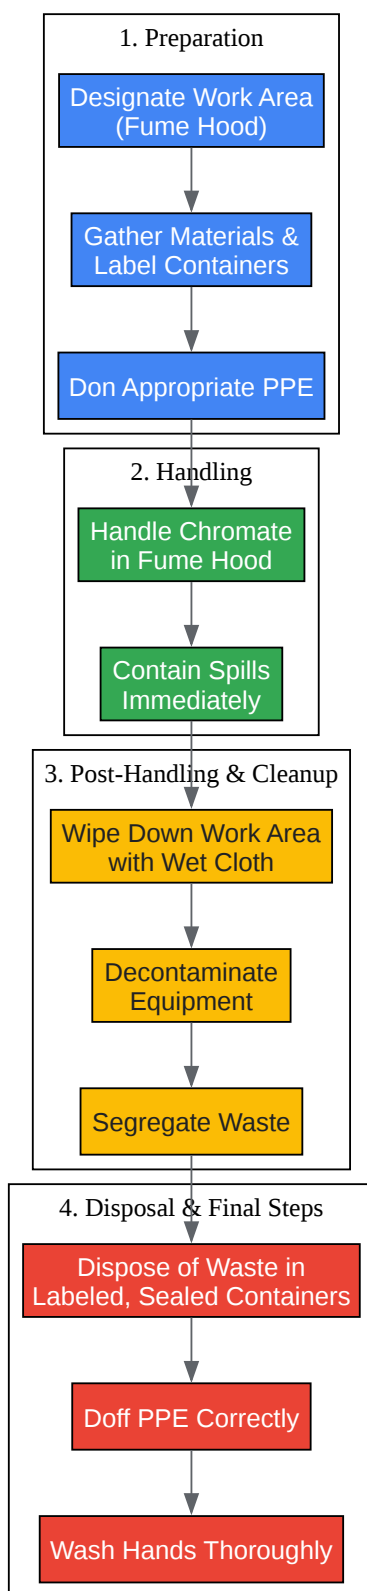 1. Preparation
Designate Work Area
(Fume Hood)
Gather Materials &
Label Containers
Don Appropriate PPE
2. Handling
Handle Chromate
in Fume Hood
Contain Spills
Immediately
3. Post-Handling & Cleanup
Wipe Down Work Area
with Wet Cloth
Decontaminate
Equipment
Segregate Waste
4. Disposal & Final Steps
Dispose of Waste in
Labeled, Sealed Containers
Doff PPE Correctly
Wash Hands Thoroughly